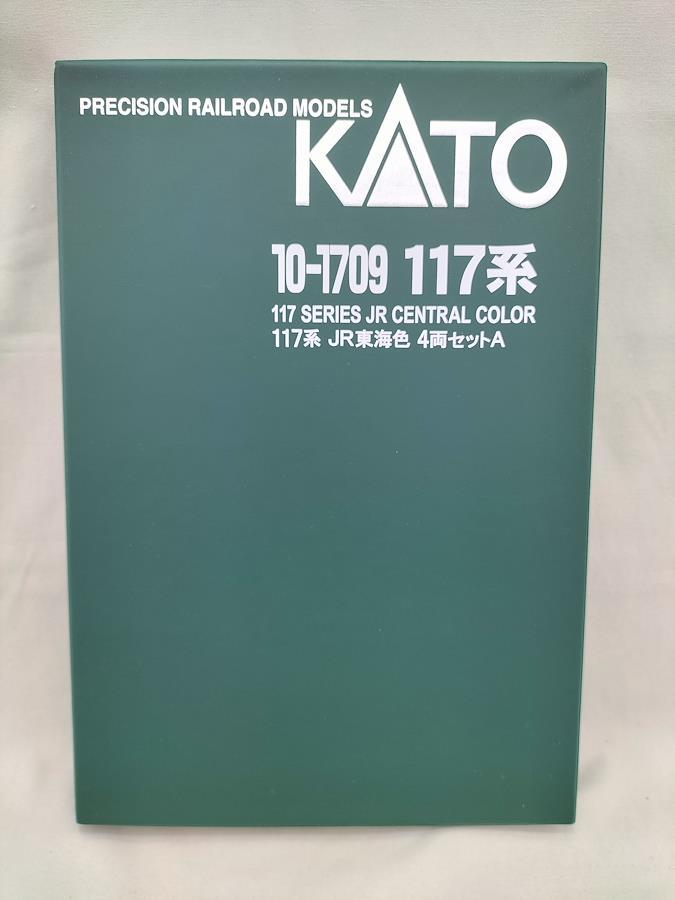 PRECISION RAILROAD MODELS
KATO
10-1709 117系
117 SERIES JR CENTRAL COLOR
117系 JR東海色 4両セットA